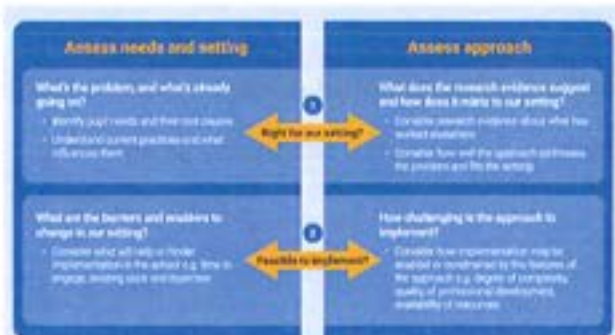 Assess needs and setting
What's the problem, and what's already
going on?
• Identify pupil needs and their root causes
• Understand current practices and what
influences them
Assess approach
What does the research evidence suggest
and how does it relate to our setting?
• Consider research evidence about what has
worked elsewhere
• Consider how well the approach addresses
the problem and fits the setting
1
Right for our setting?
What are the barriers and enablers to
change in our setting?
• Consider what will help or hinder
implementation in the school e.g. time to
engage, existing skills and expertise
How challenging is the approach to
implement?
• Consider how implementation may be
enabled or constrained by the features of
the approach e.g. degree of complexity,
quality of professional development,
availability of resources
2
Feasible to implement?